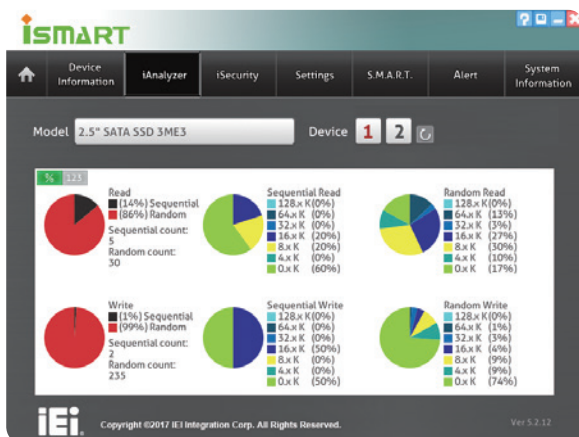 iSMART
Device Information
iAnalyzer
iSecurity
Settings
S.M.A.R.T.
Alert
System Information
Model 2.5" SATA SSD 3ME3 Device 1 2
% 123
Read
(14%) Sequential
(86%) Random
Sequential count:
5
Random count:
30
Sequential Read
128.x K(0%)
64.x K (0%)
32.x K (0%)
16.x K (20%)
8.x K (20%)
4.x K (0%)
0.x K (60%)
Random Read
128.x K(0%)
64.x K (13%)
32.x K (3%)
16.x K (27%)
8.x K (30%)
4.x K (10%)
0.x K (17%)
Write
(1%) Sequential
(99%) Random
Sequential count:
2
Random count:
235
Sequential Write
128.x K(0%)
64.x K (0%)
32.x K (0%)
16.x K (50%)
8.x K (0%)
4.x K (0%)
0.x K (50%)
Random Write
128.x K(0%)
64.x K (1%)
32.x K (3%)
16.x K (4%)
8.x K (9%)
4.x K (9%)
0.x K (74%)
iEi Copyright ©2017 IEI Integration Corp. All Rights Reserved. Ver 5.2.12